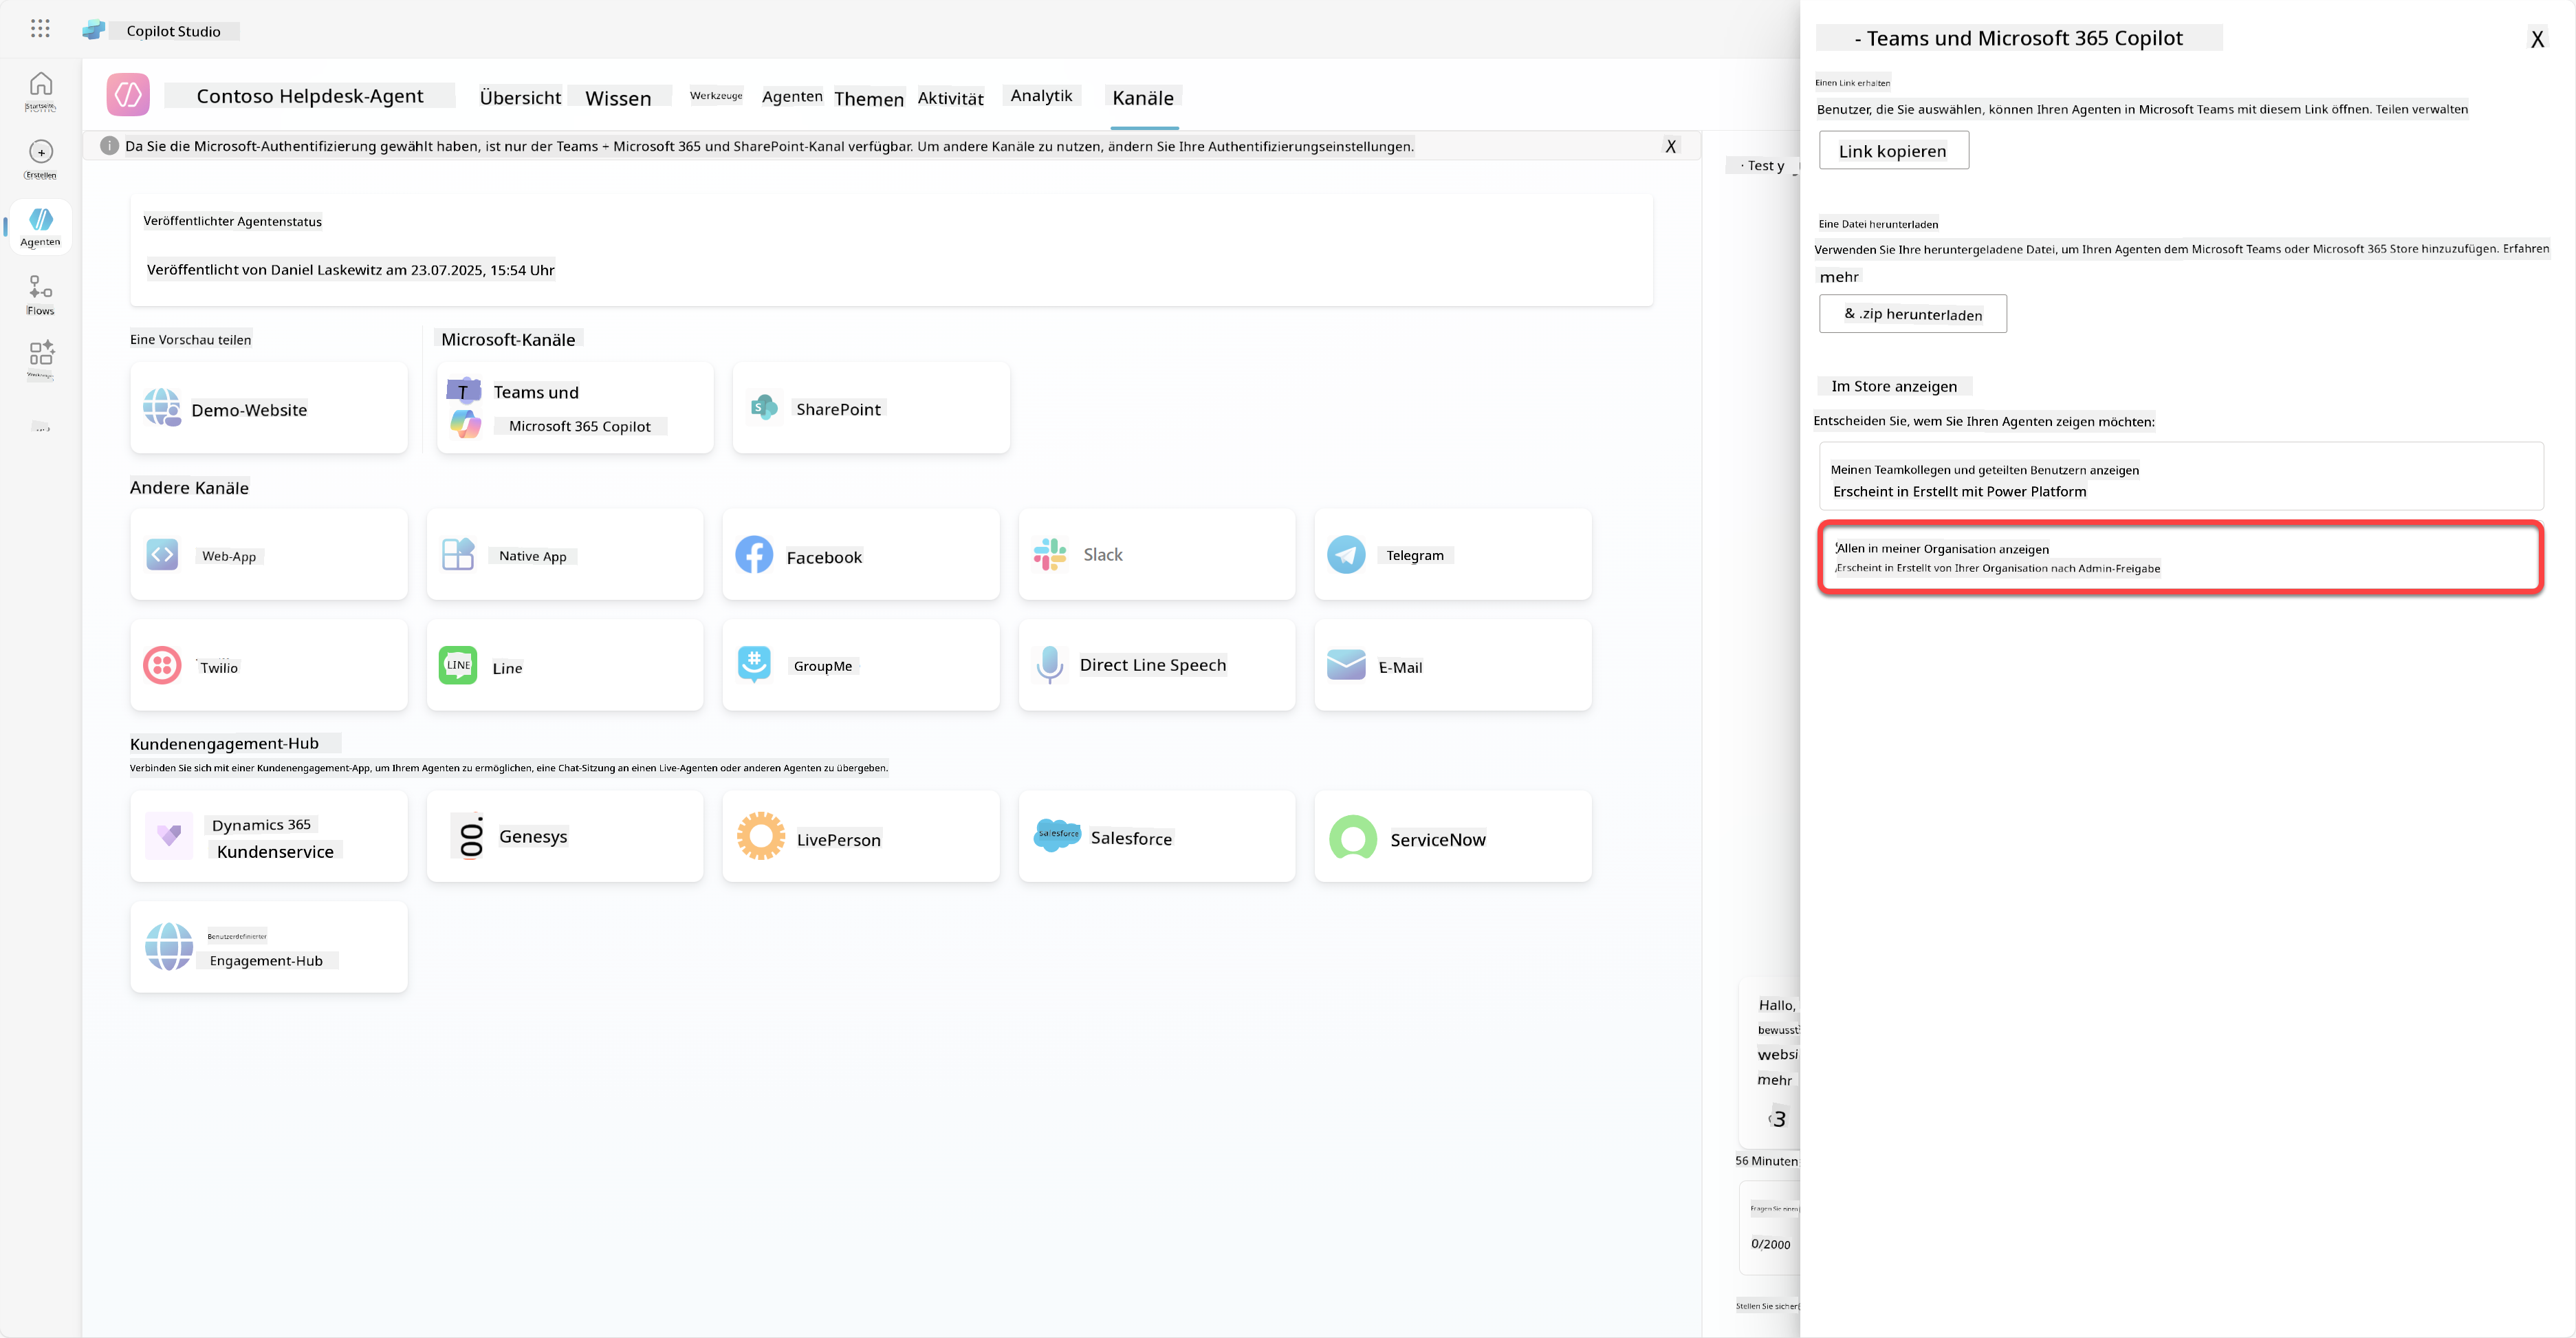 Copilot Studio
Startseite
Erstellen
Agenten
Flows
Contoso Helpdesk-Agent
Übersicht
Wissen
Werkzeuge
Agenten
Themen
Aktivität
Analytik
Kanäle
Da Sie die Microsoft-Authentifizierung gewählt haben, ist nur der Teams + Microsoft 365 und SharePoint-Kanal verfügbar. Um andere Kanäle zu nutzen, ändern Sie Ihre Authentifizierungseinstellungen.
X
Veröffentlichter Agentenstatus
Veröffentlicht von Daniel Laskewitz am 23.07.2025, 15:54 Uhr
Eine Vorschau teilen
Microsoft-Kanäle
Demo-Website
T
Teams und
Microsoft 365 Copilot
S
SharePoint
Andere Kanäle
Web-App
Native App
Facebook
Slack
Telegram
Twilio
LINE
Line
GroupMe
Direct Line Speech
E-Mail
Kundenengagement-Hub
Verbinden Sie sich mit einer Kundenengagement-App, um Ihrem Agenten zu ermöglichen, eine Chat-Sitzung an einen Live-Agenten oder anderen Agenten zu übergeben.
Dynamics 365
Kundenservice
Genesys
LivePerson
salesforce
Salesforce
ServiceNow
Benutzerdefinierter
Engagement-Hub
· Test y
Hallo,
bewusst
websi
mehr
3
56 Minuten
Fragen Sie einen
0/2000
Stellen Sie sicher
- Teams und Microsoft 365 Copilot
X
Einen Link erhalten
Benutzer, die Sie auswählen, können Ihren Agenten in Microsoft Teams mit diesem Link öffnen. Teilen verwalten
Link kopieren
Eine Datei herunterladen
Verwenden Sie Ihre heruntergeladene Datei, um Ihren Agenten dem Microsoft Teams oder Microsoft 365 Store hinzuzufügen. Erfahren
mehr
& .zip herunterladen
Im Store anzeigen
Entscheiden Sie, wem Sie Ihren Agenten zeigen möchten:
Meinen Teamkollegen und geteilten Benutzern anzeigen
Erscheint in Erstellt mit Power Platform
Allen in meiner Organisation anzeigen
Erscheint in Erstellt von Ihrer Organisation nach Admin-Freigabe